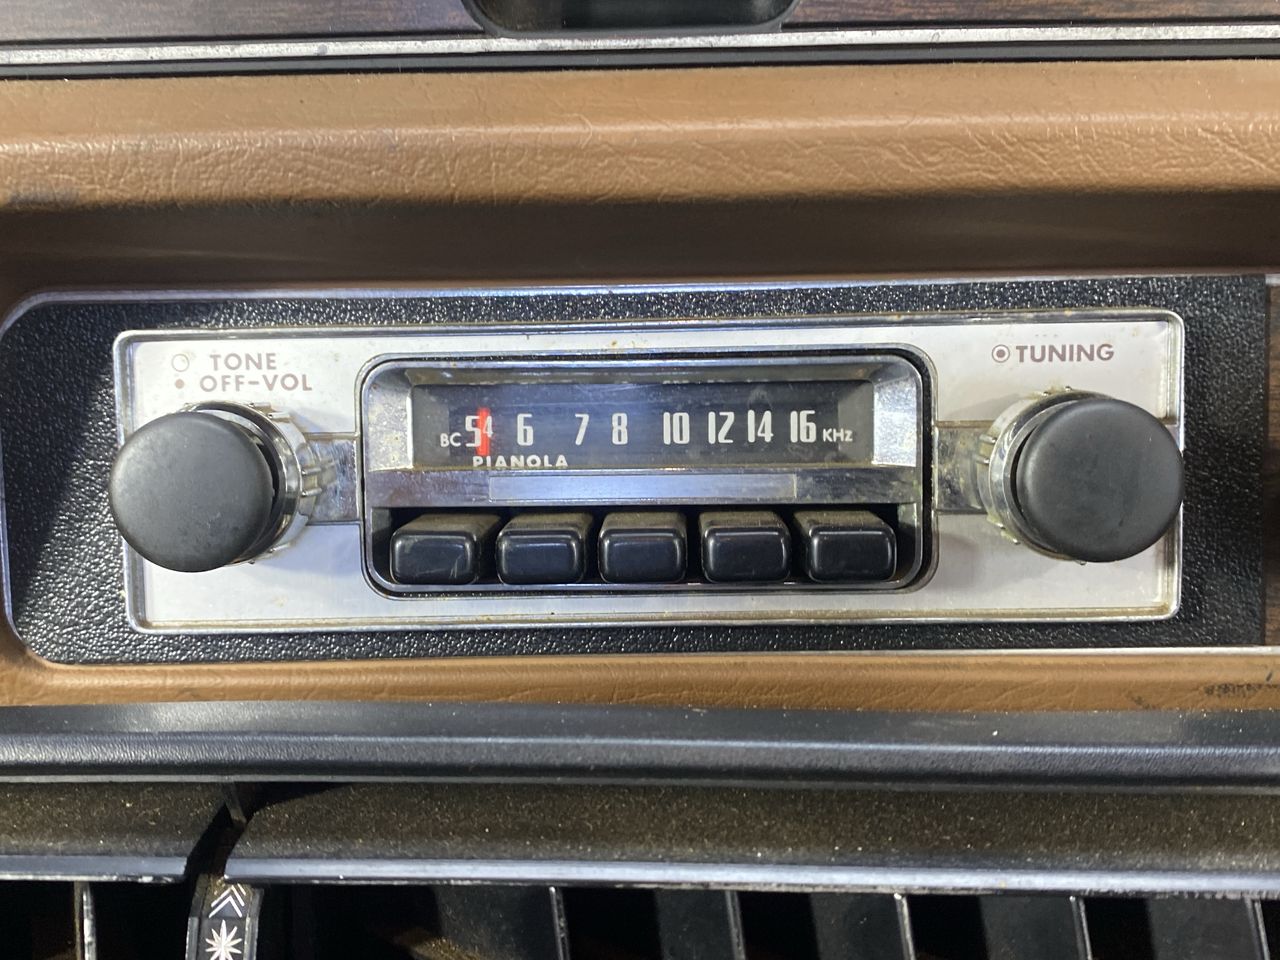 TONE
OFF-VOL
TUNING
BC 54 6 7 8 10 12 14 16 KHz
PIANOLA